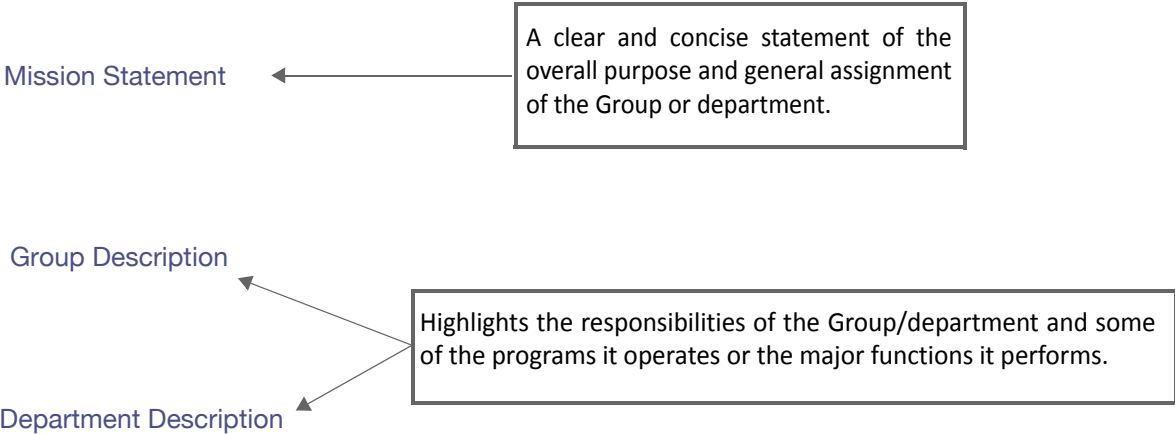 A clear and concise statement of the
overall purpose and general assignment
of the Group or department.
Mission Statement
Group Description
Highlights the responsibilities of the Group/department and some
of the programs it operates or the major functions it performs.
Department Description